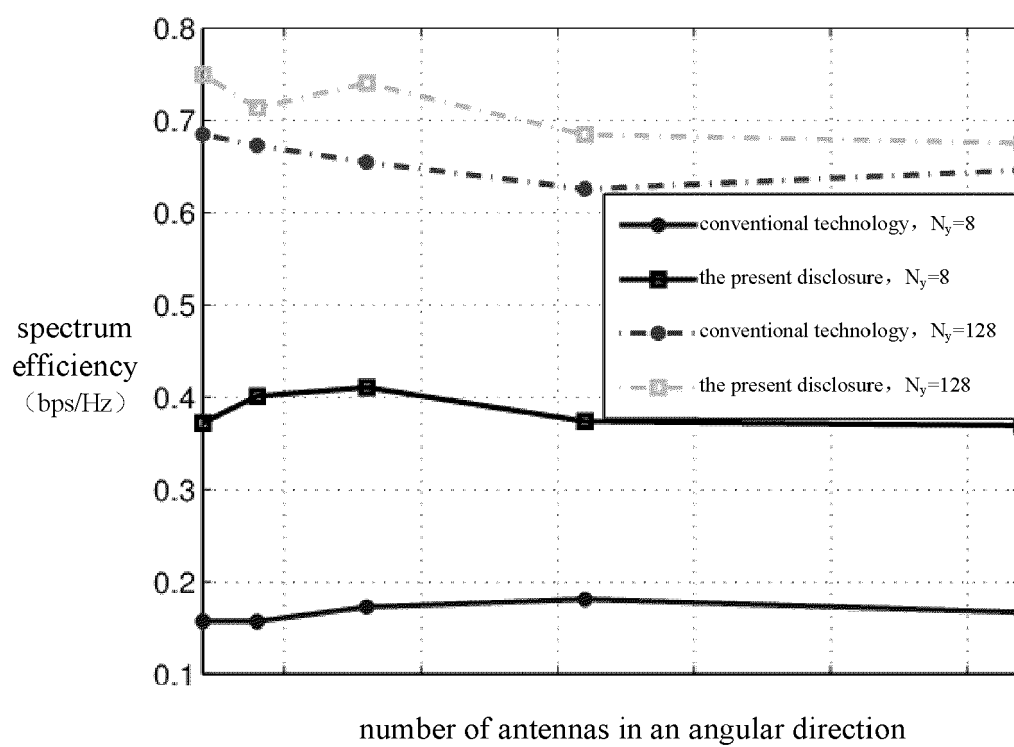 0.8
0.7
0.6
0.5
0.4
0.3
0.2
0.1
spectrum
efficiency
（bps/Hz）
conventional technology，Ny=8
the present disclosure，Ny=8
conventional technology，Ny=128
the present disclosure，Ny=128
number of antennas in an angular direction